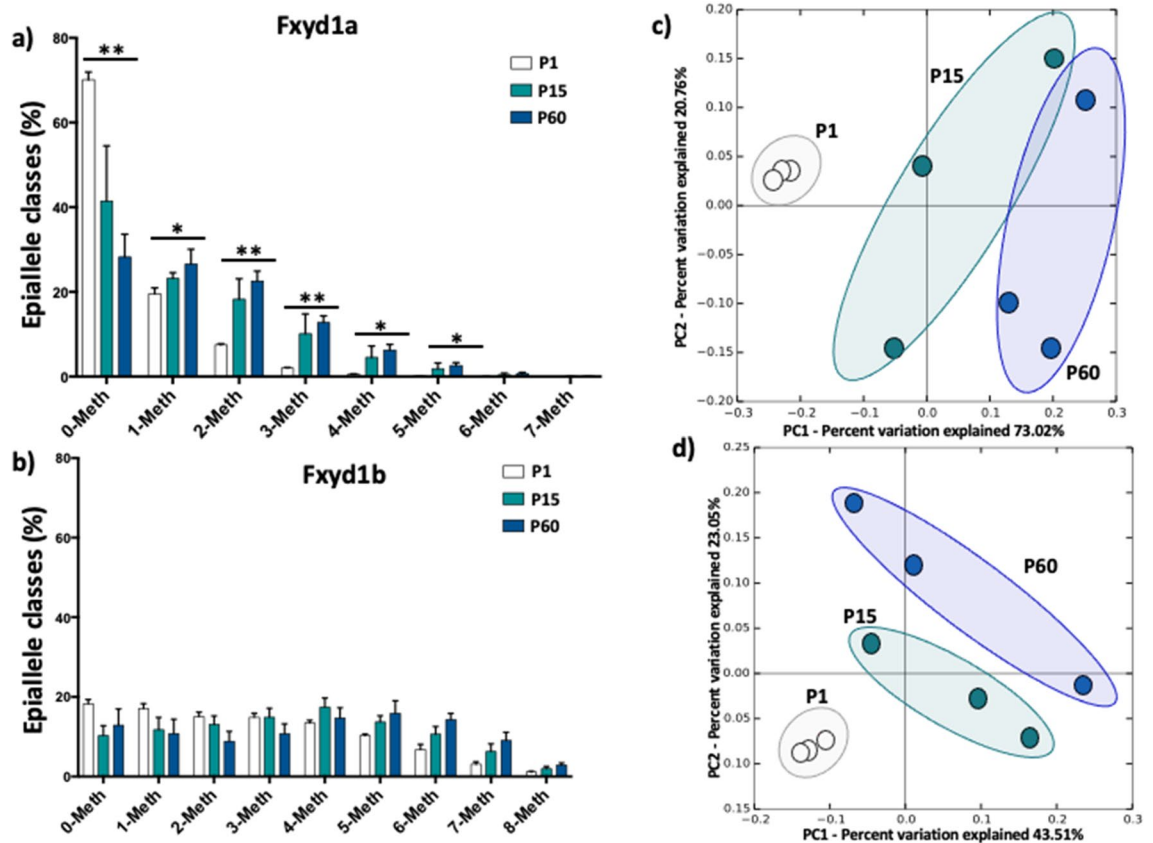 a)
Fxyd1a
Epiallele classes (%)
80
60
40
20
0
**
*
**
**
*
*
P1
P15
P60
0-Meth
1-Meth
2-Meth
3-Meth
4-Meth
5-Meth
6-Meth
7-Meth
b)
Fxyd1b
Epiallele classes (%)
80
60
40
20
0
P1
P15
P60
0-Meth
1-Meth
2-Meth
3-Meth
4-Meth
5-Meth
6-Meth
7-Meth
8-Meth
c)
PC2 - Percent variation explained 20.76%
0.20
0.15
0.10
0.05
0.00
−0.05
−0.10
−0.15
−0.20
P1
P15
P60
−0.3
−0.2
−0.1
0.0
0.1
0.2
0.3
PC1 - Percent variation explained 73.02%
d)
PC2 - Percent variation explained 23.05%
0.25
0.20
0.15
0.10
0.05
0.00
0.05
0.10
0.15
P60
P15
P1
0.2
0.1
0.0
0.1
0.2
0.3
PC1 - Percent variation explained 43.51%